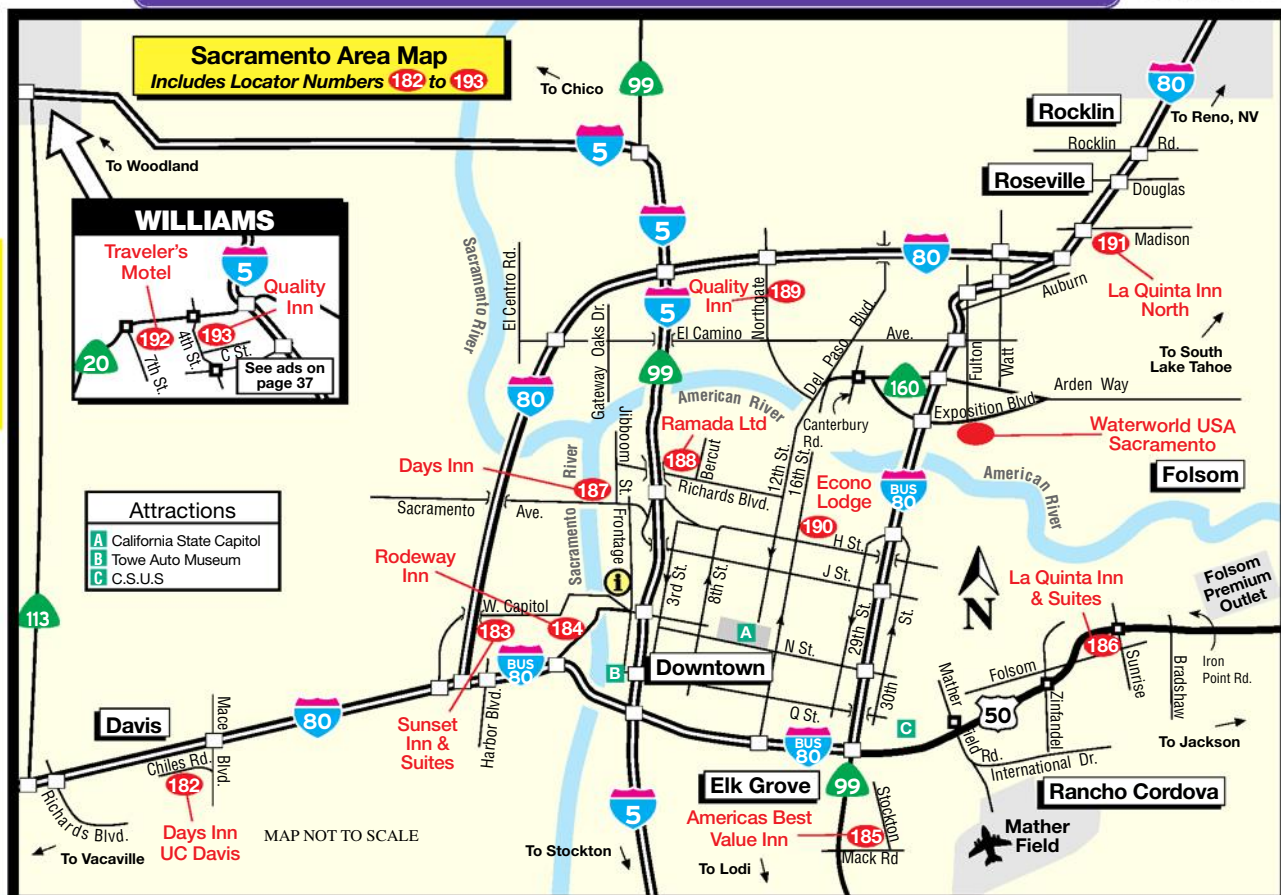 Sacramento Area Map
Includes Locator Numbers 182 to 193
To Chico
99
5
80
To Reno, NV
Rocklin
Rocklin Rd.
Roseville
Douglas
To Woodland
WILLIAMS
Traveler's
Motel
5
Quality
Inn
192
193
4th St.
C St.
7th St.
20
See ads on
page 37
Sacramento River
El Centro Rd.
5
80
191
Madison
Auburn
La Quinta Inn
North
Quality
Inn
189
Northgate
5
Gateway Oaks Dr.
El Camino Ave.
Del Paso Blvd.
Fulton
Watt
To South
Lake Tahoe
99
80
160
Arden Way
Exposition Blvd.
American River
Canterbury
Rd.
Waterworld USA
Sacramento
Folsom
Jibboom St.
Ramada Ltd
188
Bercut
Richards Blvd.
12th St.
16th St.
Days Inn
187
Sacramento River
Sacramento Ave.
Frontage
Econo
Lodge
190
BUS
80
American River
Attractions
A California State Capitol
B Towe Auto Museum
C C.S.U.S
H St.
J St.
3rd St.
8th St.
29th St.
30th St.
N
Rodeway
Inn
i
W. Capitol
183
184
A
N St.
B
Downtown
BUS
80
La Quinta Inn
& Suites
186
Folsom
Premium
Outlet
Iron
Point Rd.
Folsom
Sunrise
Bradshaw
Zinfandel
50
Mather
Field
Rd.
International Dr.
To Jackson
113
Davis
80
Mace Blvd.
Chiles Rd.
182
Days Inn
UC Davis
Richards Blvd.
To Vacaville
MAP NOT TO SCALE
Sunset
Inn &
Suites
Harbor Blvd.
Q St.
C
BUS
80
5
To Stockton
Elk Grove
99
Americas Best
Value Inn
185
Stockton
Mack Rd
To Lodi
Rancho Cordova
Mather
Field